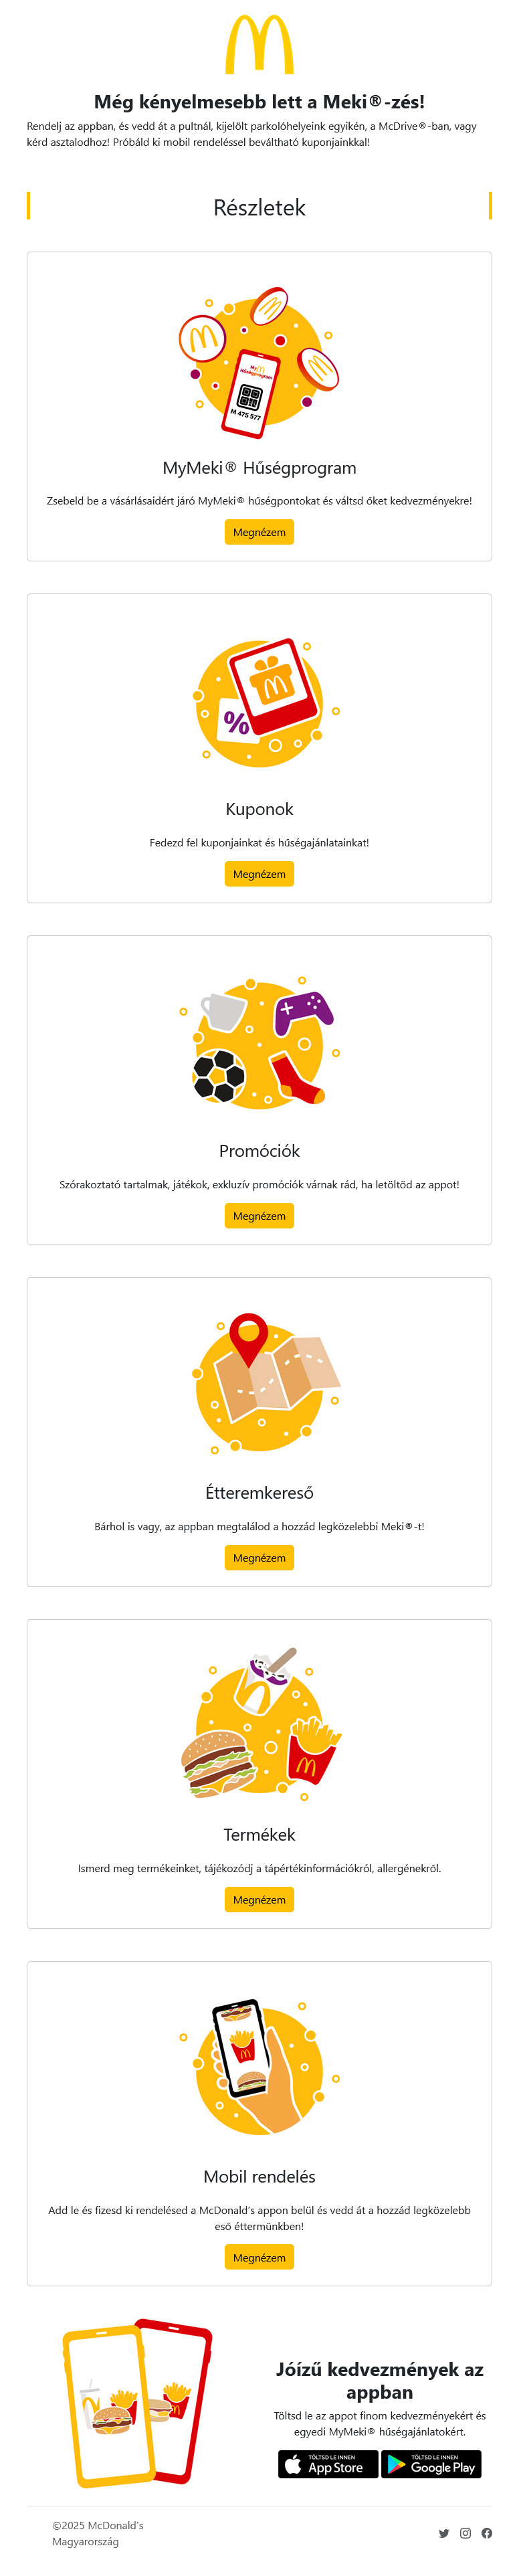 Még kényelmesebb lett a Meki®-zés!
Rendelj az appban, és vedd át a pultnál, kijelölt parkolóhelyeink egyikén, a McDrive®-ban, vagy
kérd asztalodhoz! Próbáld ki mobil rendeléssel beváltható kuponjainkkal!
Részletek
My
Hűségprogram
M 475 577
MyMeki® Hűségprogram
Zsebeld be a vásárlásaidért járó MyMeki® hűségpontokat és váltsd őket kedvezményekre!
Megnézem
%
Kuponok
Fedezd fel kuponjainkat és hűségajánlatainkat!
Megnézem
Promóciók
Szórakoztató tartalmak, játékok, exkluzív promóciók várnak rád, ha letöltöd az appot!
Megnézem
Étteremkereső
Bárhol is vagy, az appban megtalálod a hozzád legközelebbi Meki®-t!
Megnézem
Termékek
Ismerd meg termékeinket, tájékozódj a tápértékinformációkról, allergénekről.
Megnézem
Mobil rendelés
Add le és fizesd ki rendelésed a McDonald's appon belül és vedd át a hozzád legközelebb
eső éttermünkben!
Megnézem
Jóízű kedvezmények az
appban
Töltsd le az appot finom kedvezményekért és
egyedi MyMeki® hűségajánlatokért.
TÖLTSD LE INNEN TÖLTSD LE INNEN
App Store Google Play
©2025 McDonald's
Magyarország